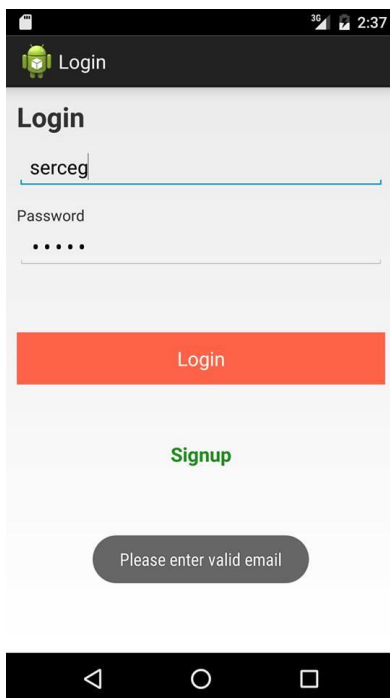 3G 2:37
Login
Login
serceg
Password
•••••
Login
Signup
Please enter valid email